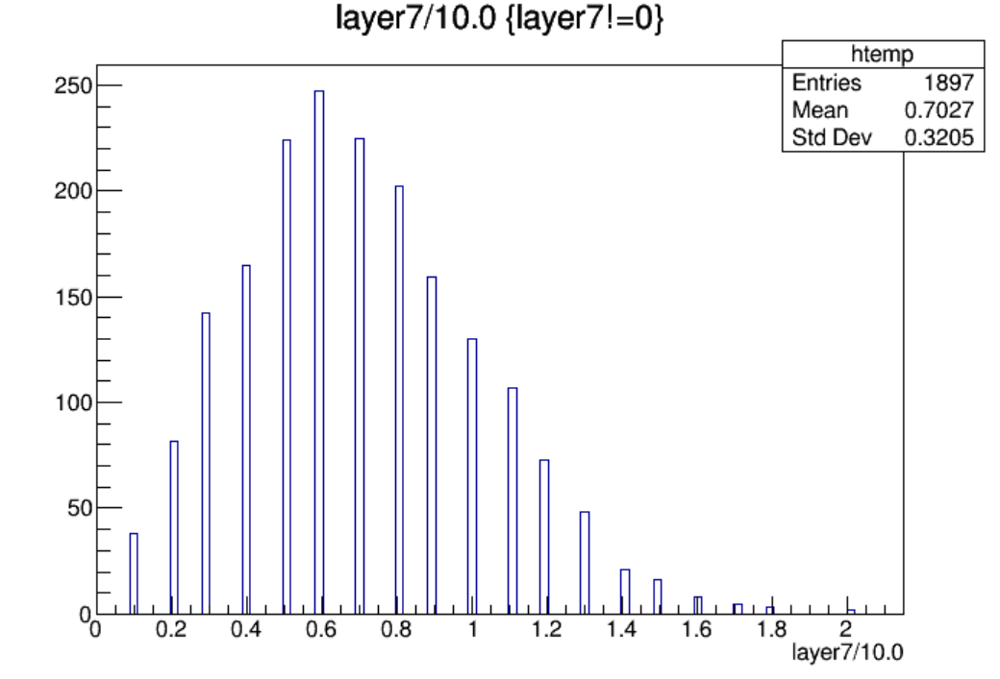 layer7/10.0 {layer7!=0}
htemp
Entries 1897
Mean 0.7027
Std Dev 0.3205
250
200
150
100
50
0
0 0.2 0.4 0.6 0.8 1 1.2 1.4 1.6 1.8 2
layer7/10.0